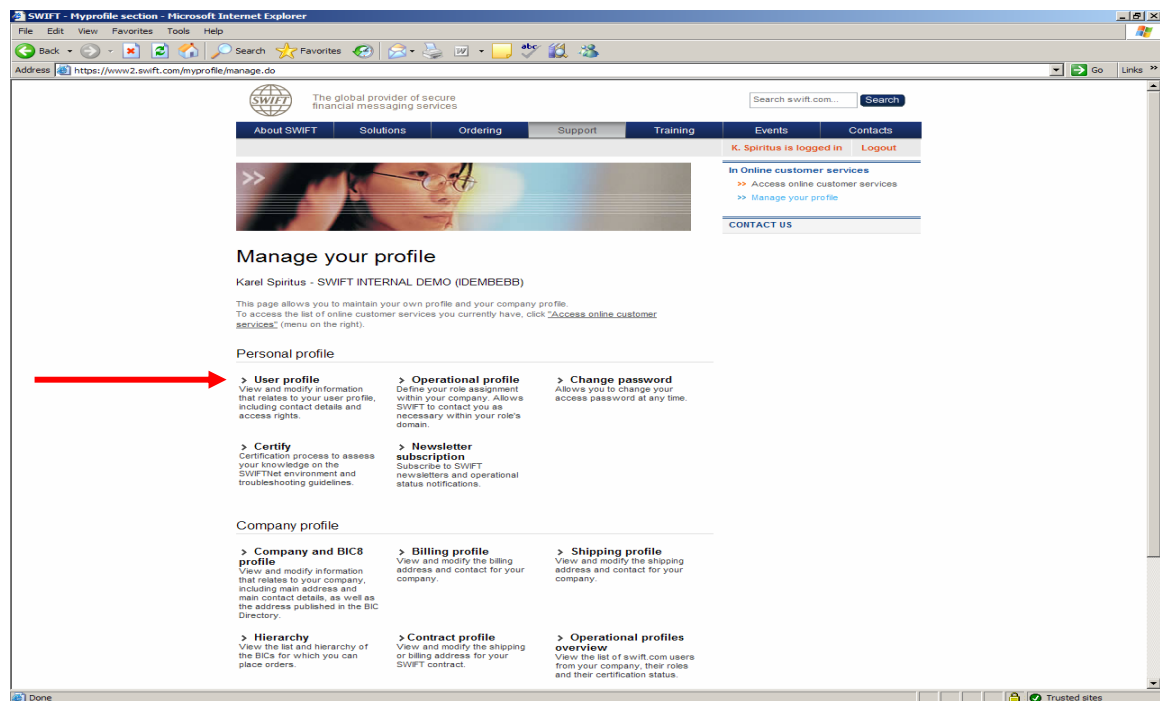 SWIFT - Myprofile section - Microsoft Internet Explorer
File Edit View Favorites Tools Help
Back Search Favorites
Address https://www2.swift.com/myprofile/manage.do Go Links »
SWIFT
The global provider of secure
financial messaging services
Search swift.com... Search
About SWIFT Solutions Ordering Support Training Events Contacts
K. Spiritus is logged in Logout
>>
In Online customer services
>> Access online customer services
>> Manage your profile
CONTACT US
Manage your profile
Karel Spiritus - SWIFT INTERNAL DEMO (IDEMBEBB)
This page allows you to maintain your own profile and your company profile.
To access the list of online customer services you currently have, click "Access online customer
services" (menu on the right).
Personal profile
> User profile
View and modify information
that relates to your user profile,
including contact details and
access rights.
> Operational profile
Define your role assignment
within your company. Allows
SWIFT to contact you as
necessary within your role's
domain.
> Change password
Allows you to change your
access password at any time.
> Certify
Certification process to assess
your knowledge on the
SWIFTNet environment and
troubleshooting guidelines.
> Newsletter
subscription
Subscribe to SWIFT
newsletters and operational
status notifications.
Company profile
> Company and BIC8
profile
View and modify information
that relates to your company,
including main address and
main contact details, as well as
the address published in the BIC
Directory.
> Billing profile
View and modify the billing
address and contact for your
company.
> Shipping profile
View and modify the shipping
address and contact for your
company.
> Hierarchy
View the list and hierarchy of
the BICs for which you can
place orders.
> Contract profile
View and modify the shipping
or billing address for your
SWIFT contract.
> Operational profiles
overview
View the list of swift.com users
from your company, their roles
and their certification status.
Done Trusted sites